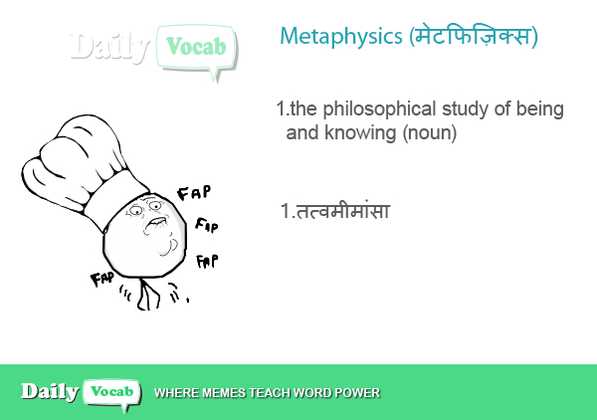 Daily Vocab
Metaphysics (मेटफिज़िक्स)
1.the philosophical study of being
and knowing (noun)
1.तत्वमीमांसा
FAP
FAP
FAP
FAP
Daily Vocab WHERE MEMES TEACH WORD POWER